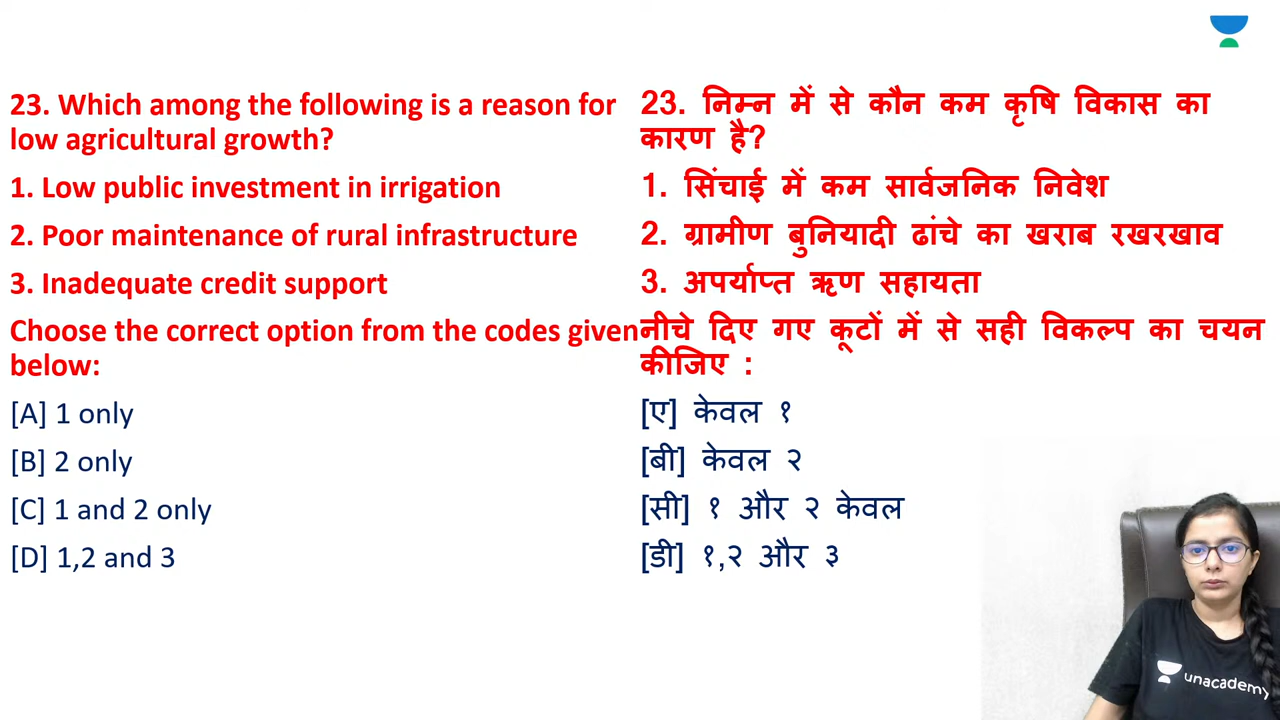 23. Which among the following is a reason for
low agricultural growth?
1. Low public investment in irrigation
2. Poor maintenance of rural infrastructure
3. Inadequate credit support
Choose the correct option from the codes given
below:
[A] 1 only
[B] 2 only
[C] 1 and 2 only
[D] 1,2 and 3
23. निम्न में से कौन कम कृषि विकास का
कारण है?
1. सिंचाई में कम सार्वजनिक निवेश
2. ग्रामीण बुनियादी ढांचे का खराब रखरखाव
3. अपर्याप्त ऋण सहायता
नीचे दिए गए कूटों में से सही विकल्प का चयन
कीजिए :
[ए] केवल १
[बी] केवल २
[सी] १ और २ केवल
[डी] १,२ और ३
unacademy